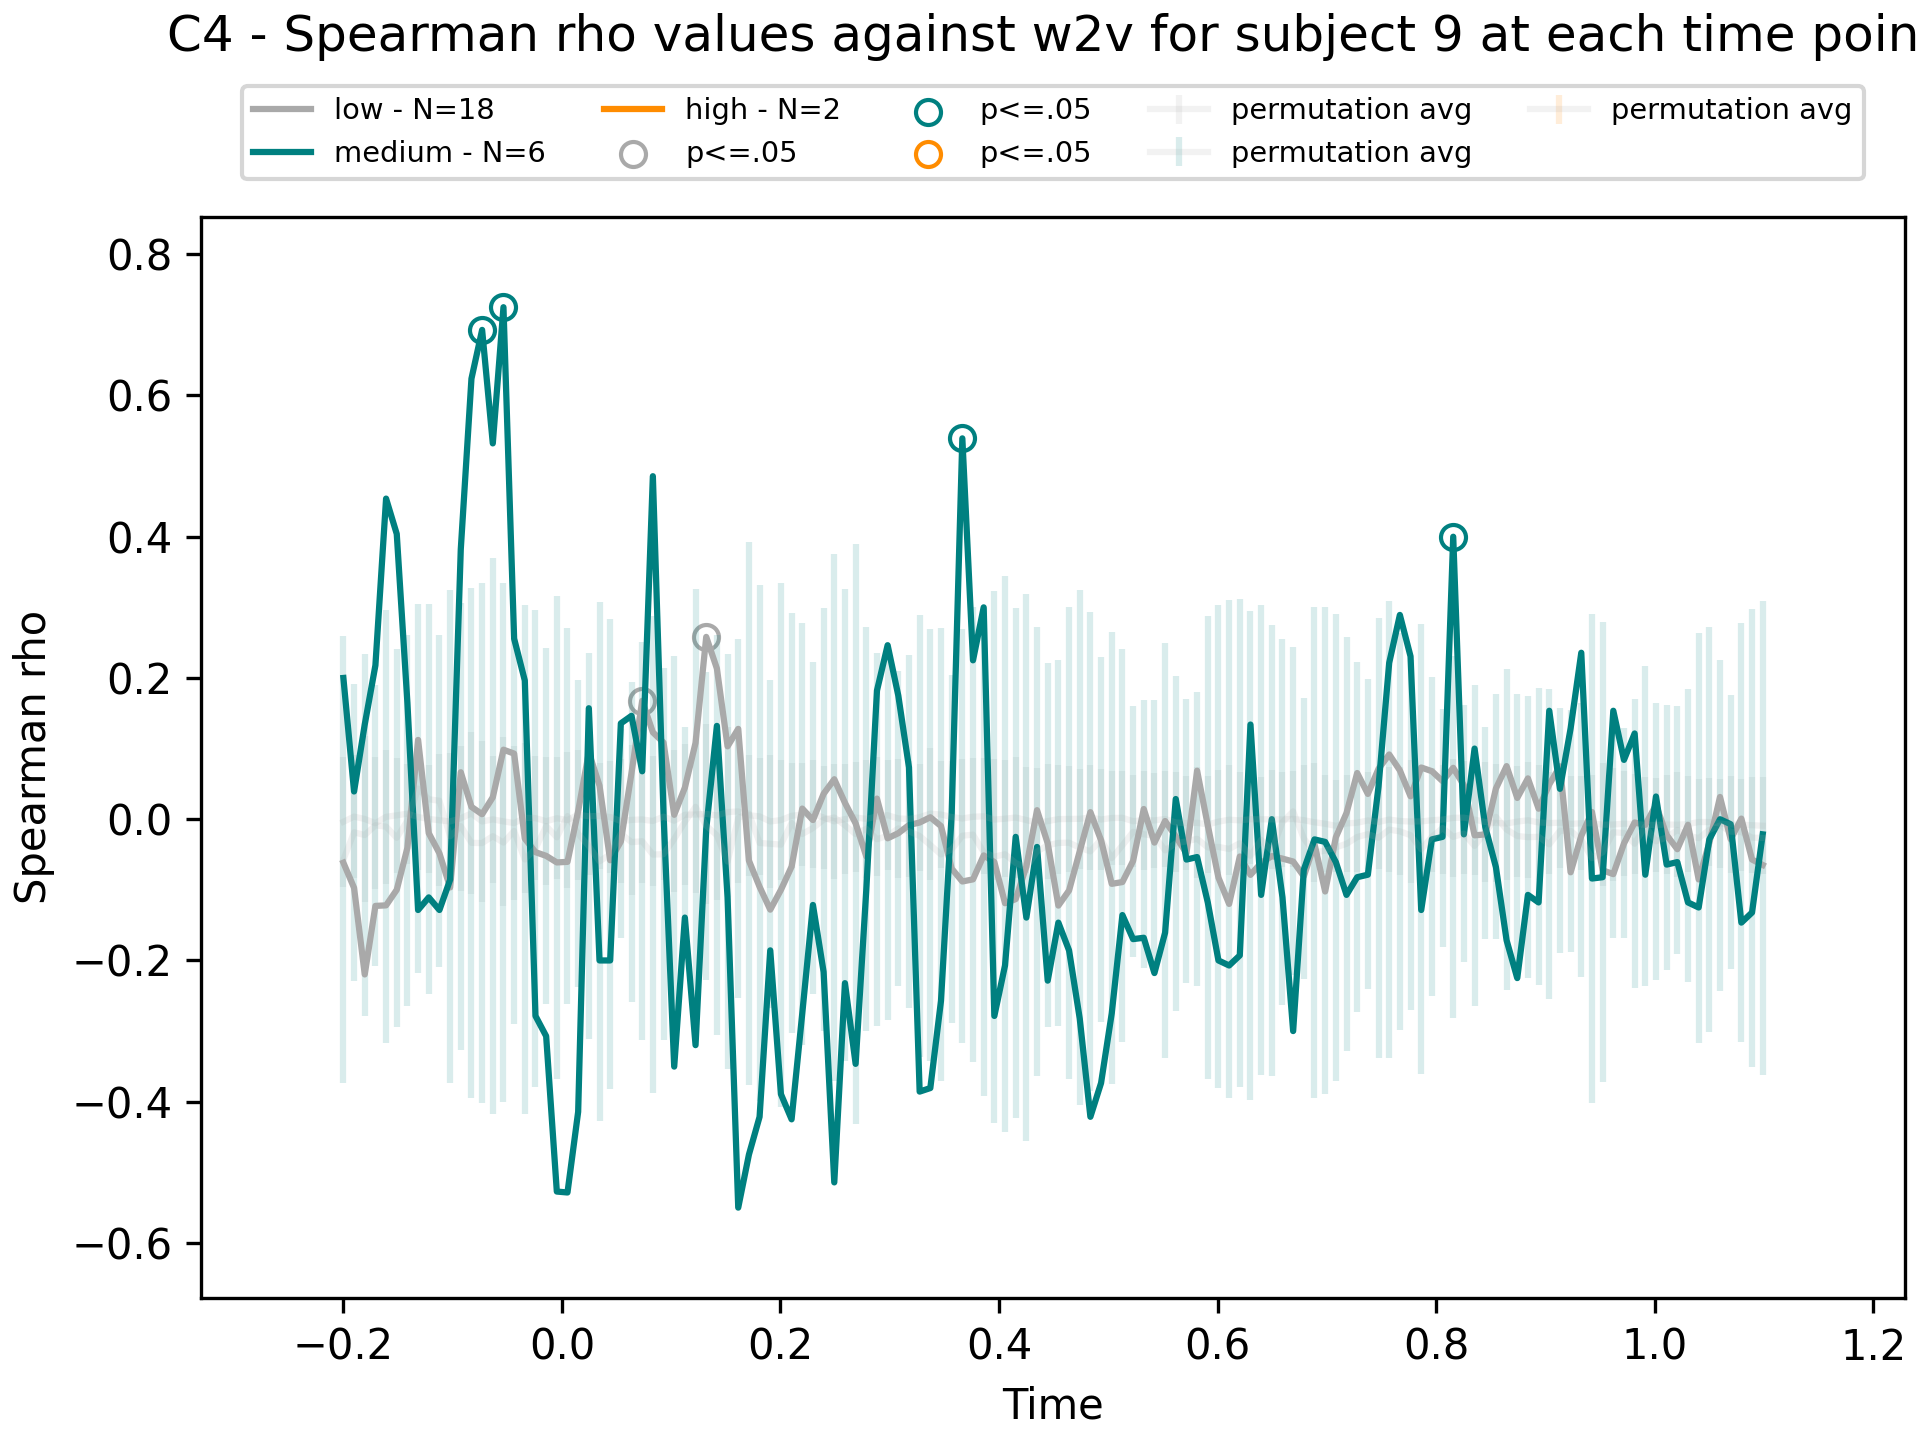 C4 - Spearman rho values against w2v for subject 9 at each time poin
low - N=18 high - N=2 p<=.05 permutation avg permutation avg
medium - N=6 p<=.05 p<=.05 permutation avg
0.8
0.6
0.4
0.2
0.0
−0.2
−0.4
−0.6
Spearman rho
−0.2 0.0 0.2 0.4 0.6 0.8 1.0 1.2
Time